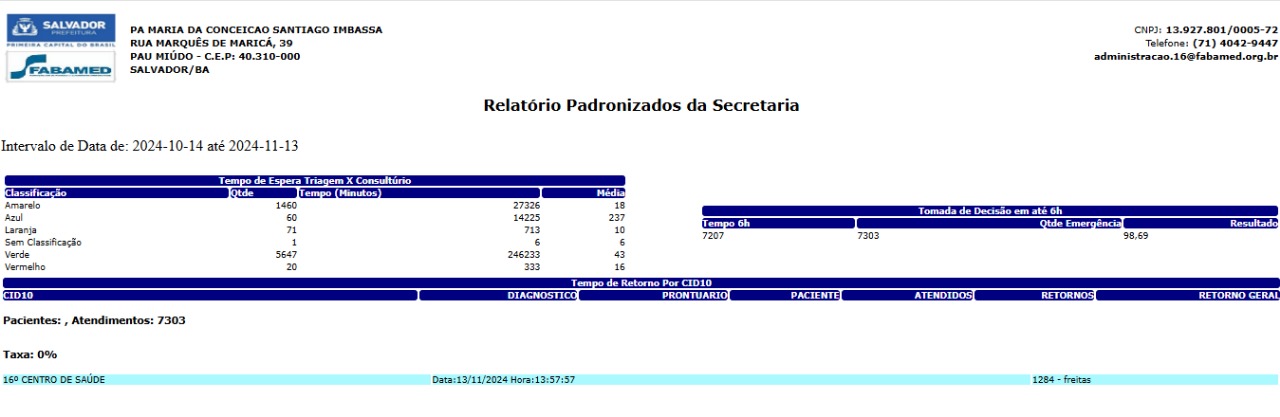 SALVADOR
PREFEITURA
PRIMEIRA CAPITAL DO BRASIL
FABAMED
PA MARIA DA CONCEICAO SANTIAGO IMBASSA
RUA MARQUÊS DE MARICÁ, 39
PAU MIÚDO - C.E.P: 40.310-000
SALVADOR/BA
CNPJ: 13.927.801/0005-72
Telefone: (71) 4042-9447
administracao.16@fabamed.org.br
Relatório Padronizados da Secretaria
Intervalo de Data de: 2024-10-14 até 2024-11-13
Tempo de Espera Triagem X Consultúrio
Classificação Qtde Tempo (Minutos) Média
Amarelo 1460 27326 18
Azul 60 14225 237
Laranja 71 713 10
Sem Classificação 1 6 6
Verde 5647 246233 43
Vermelho 20 333 16
Tomada de Decisão em até 6h
Tempo 6h Qtde Emergência Resultado
7207 7303 98,69
Tempo de Retorno Por CID10
CID10 DIAGNOSTICO PRONTUARIO PACIENTE ATENDIDOS RETORNOS RETORNO GERAL
Pacientes: , Atendimentos: 7303
Taxa: 0%
16º CENTRO DE SAÚDE Data:13/11/2024 Hora:13:57:57 1284 - freitas